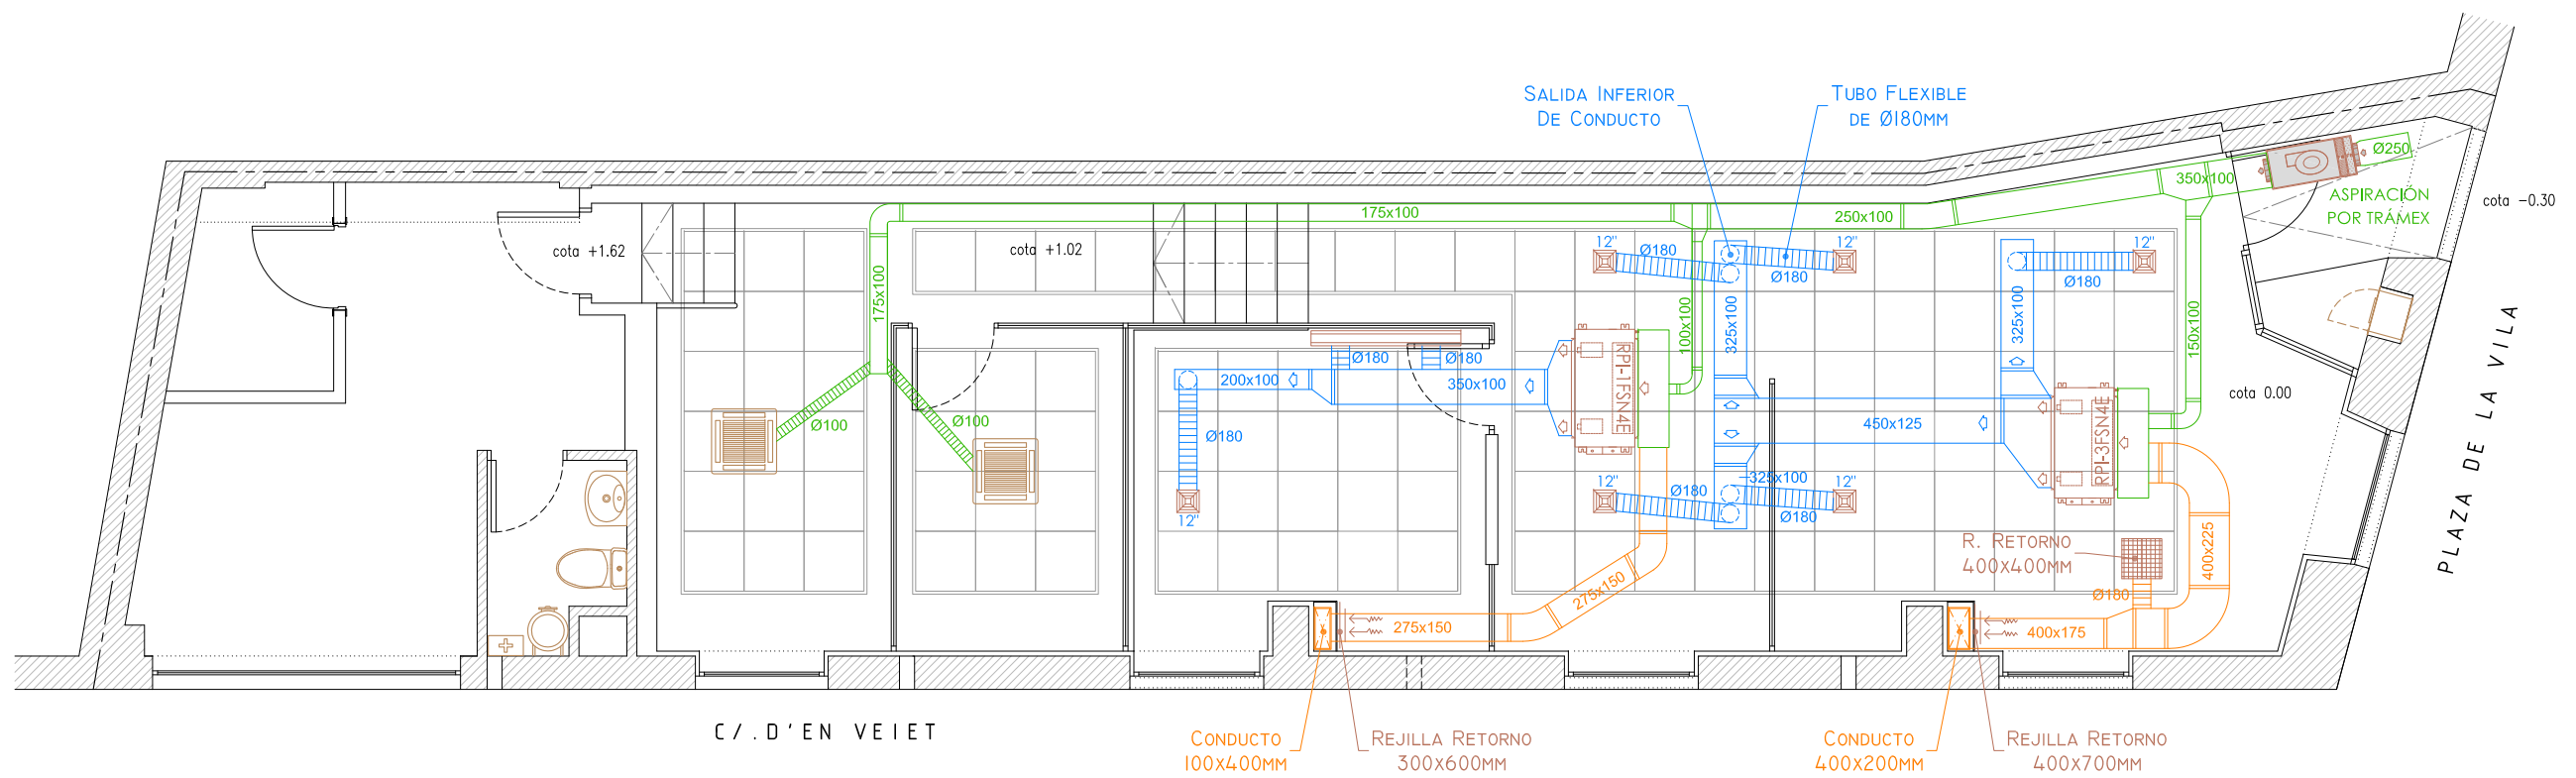 SALIDA INFERIOR
DE CONDUCTO
TUBO FLEXIBLE
DE Ø180MM
Ø250
350x100
ASPIRACIÓN
POR TRÁMEX
cota -0.30
175x100
250x100
cota +1.62
cota +1.02
12"
Ø180
Ø180
12"
12"
Ø180
175x100
100x100
325x100
325x100
150x100
Ø180
Ø180
RPI-1FSN4E
200x100
350x100
cota 0.00
Ø100
Ø100
Ø180
450x125
RPI-3FSN4E
PLAZA DE LA VILA
12"
12"
Ø180
325x100
12"
Ø180
R. RETORNO
400X400MM
400x225
275x150
Ø180
275x150
400x175
C/.D'EN VEIET
CONDUCTO
100X400MM
REJILLA RETORNO
300X600MM
CONDUCTO
400X200MM
REJILLA RETORNO
400X700MM